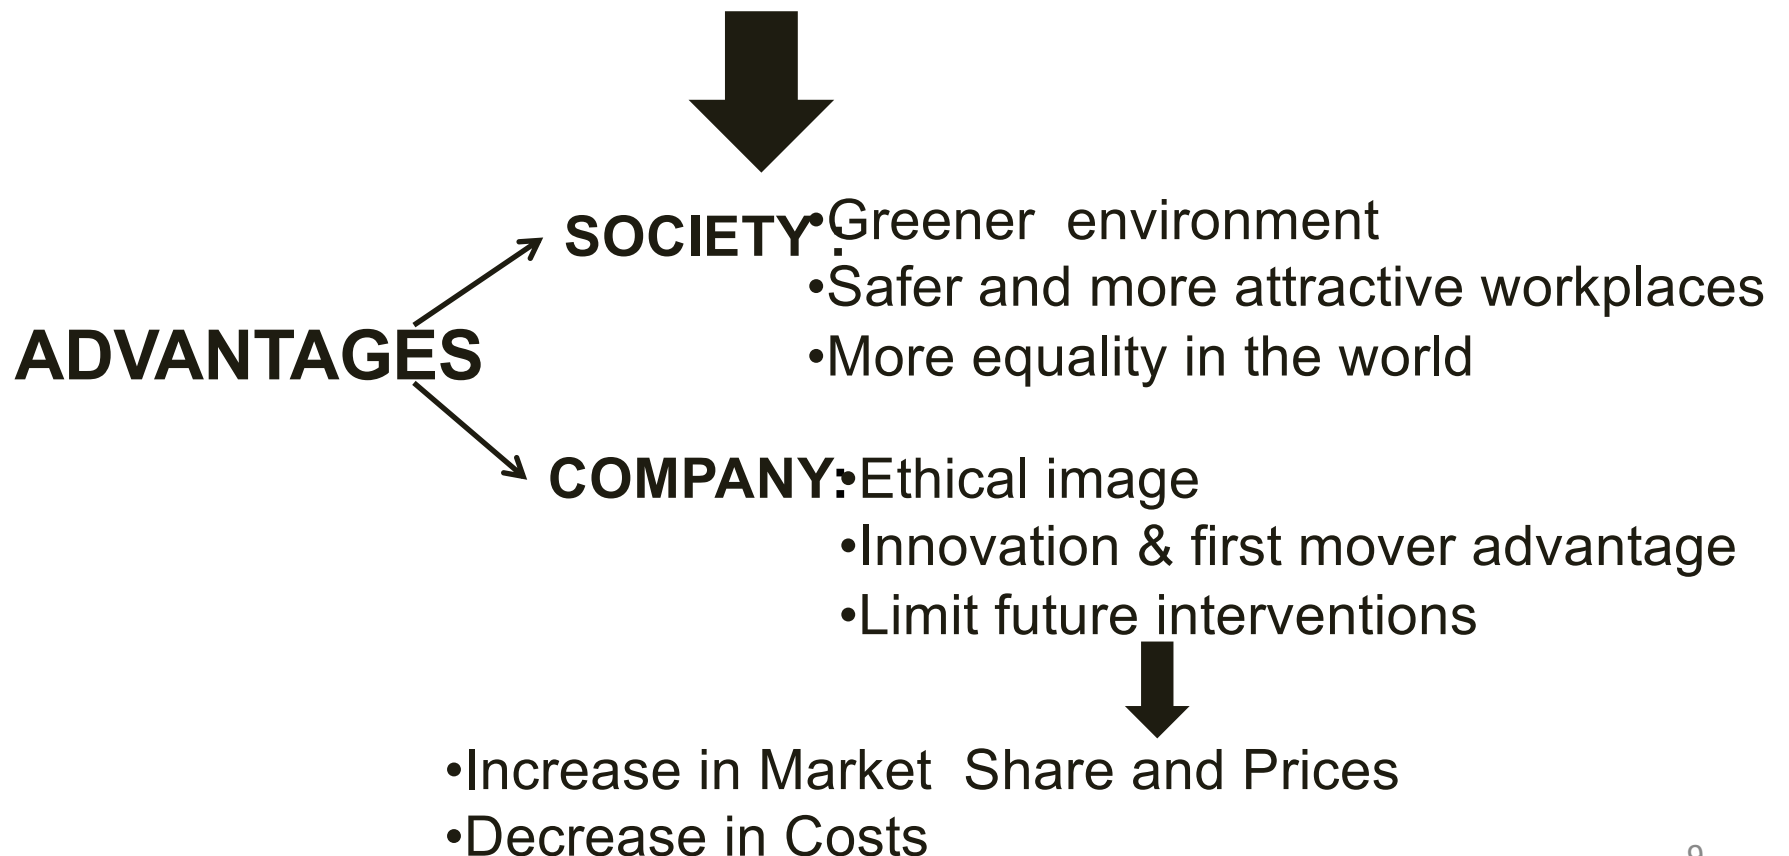 SOCIETY :
•Greener environment
•Safer and more attractive workplaces
•More equality in the world
ADVANTAGES
COMPANY:
•Ethical image
•Innovation & first mover advantage
•Limit future interventions
•Increase in Market Share and Prices
•Decrease in Costs
9